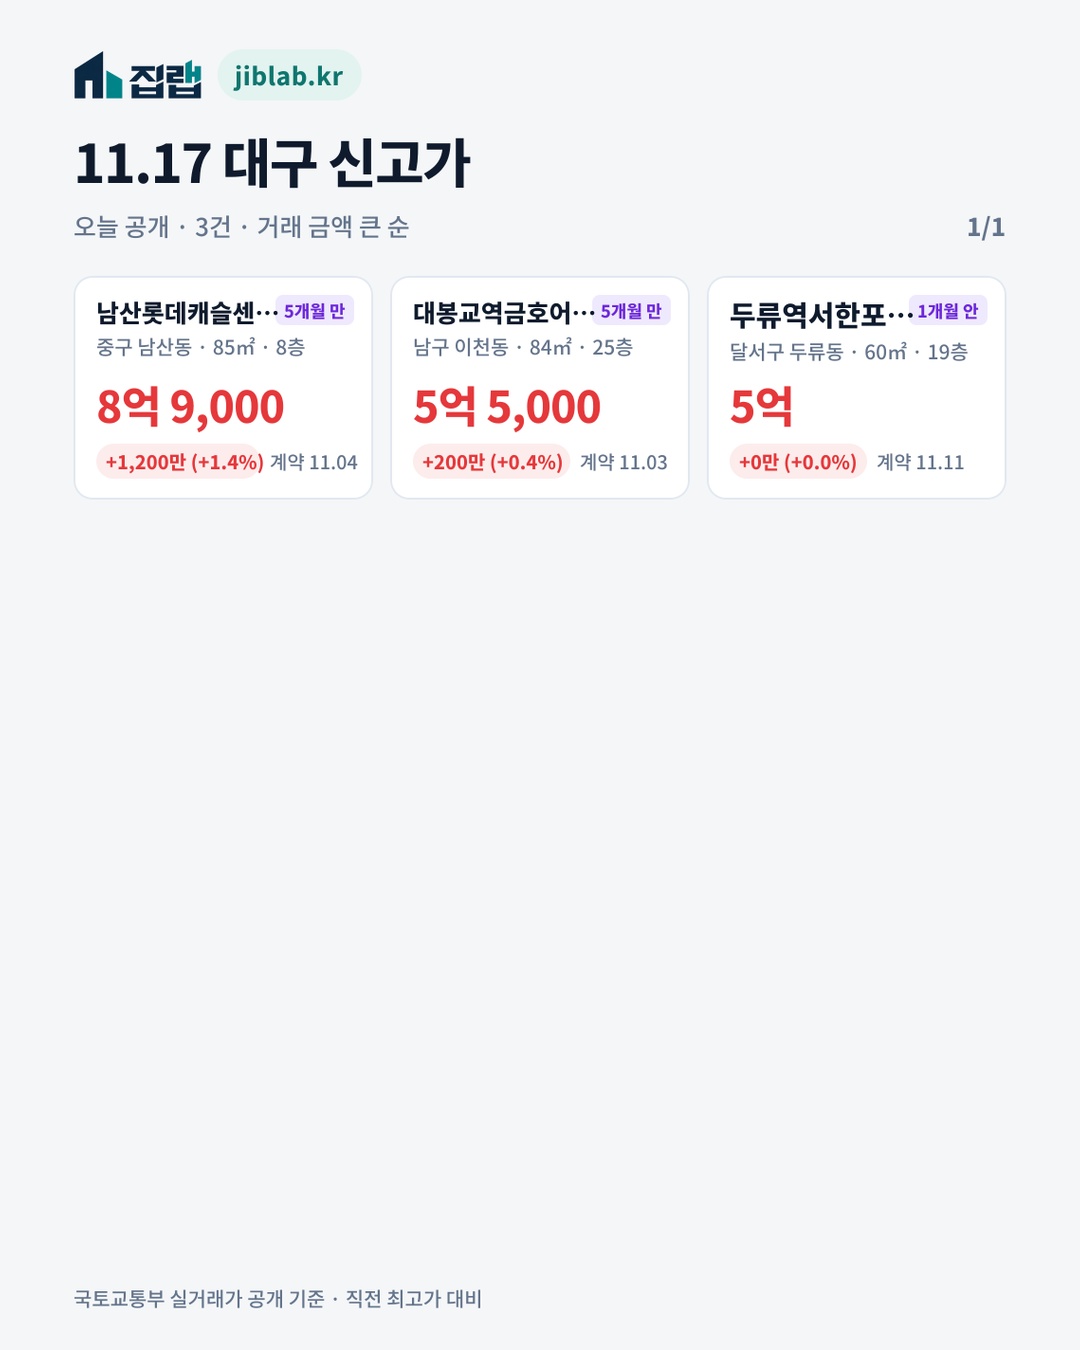 집랩 jiblab.kr
11.17 대구 신고가
오늘 공개 · 3건 · 거래 금액 큰 순 1/1
남산롯데캐슬센… 5개월 만
중구 남산동 · 85㎡ · 8층
8억 9,000
+1,200만 (+1.4%) 계약 11.04
대봉교역금호어… 5개월 만
남구 이천동 · 84㎡ · 25층
5억 5,000
+200만 (+0.4%) 계약 11.03
두류역서한포… 1개월 안
달서구 두류동 · 60㎡ · 19층
5억
+0만 (+0.0%) 계약 11.11
국토교통부 실거래가 공개 기준 · 직전 최고가 대비